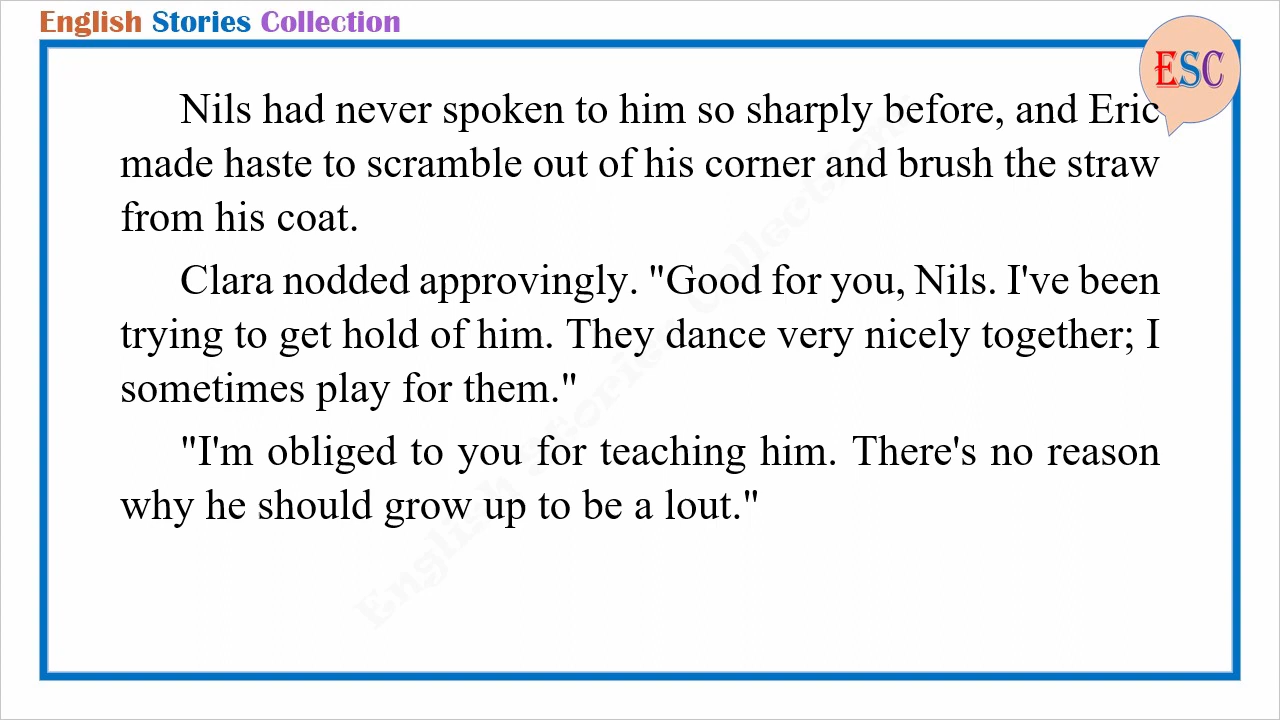 English Stories Collection
ESC
Nils had never spoken to him so sharply before, and Eric
made haste to scramble out of his corner and brush the straw
from his coat.
Clara nodded approvingly. "Good for you, Nils. I've been
trying to get hold of him. They dance very nicely together; I
sometimes play for them."
"I'm obliged to you for teaching him. There's no reason
why he should grow up to be a lout."
English Stories Collection